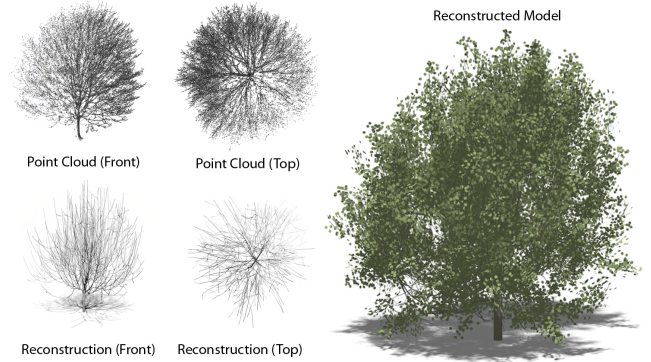 Reconstructed Model
Point Cloud (Front)
Point Cloud (Top)
Reconstruction (Front)
Reconstruction (Top)